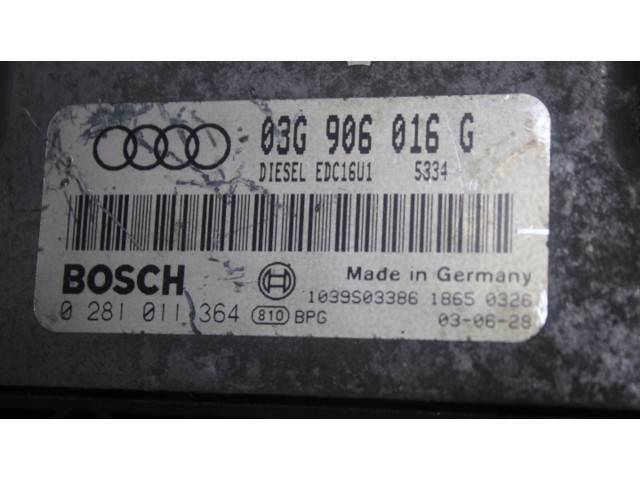 03G 906 016 G
DIESEL EDC16U1 5334
BOSCH
Made in Germany
1039S03386 1865 0326
0 281 011 364 810 BPG 03-06-28